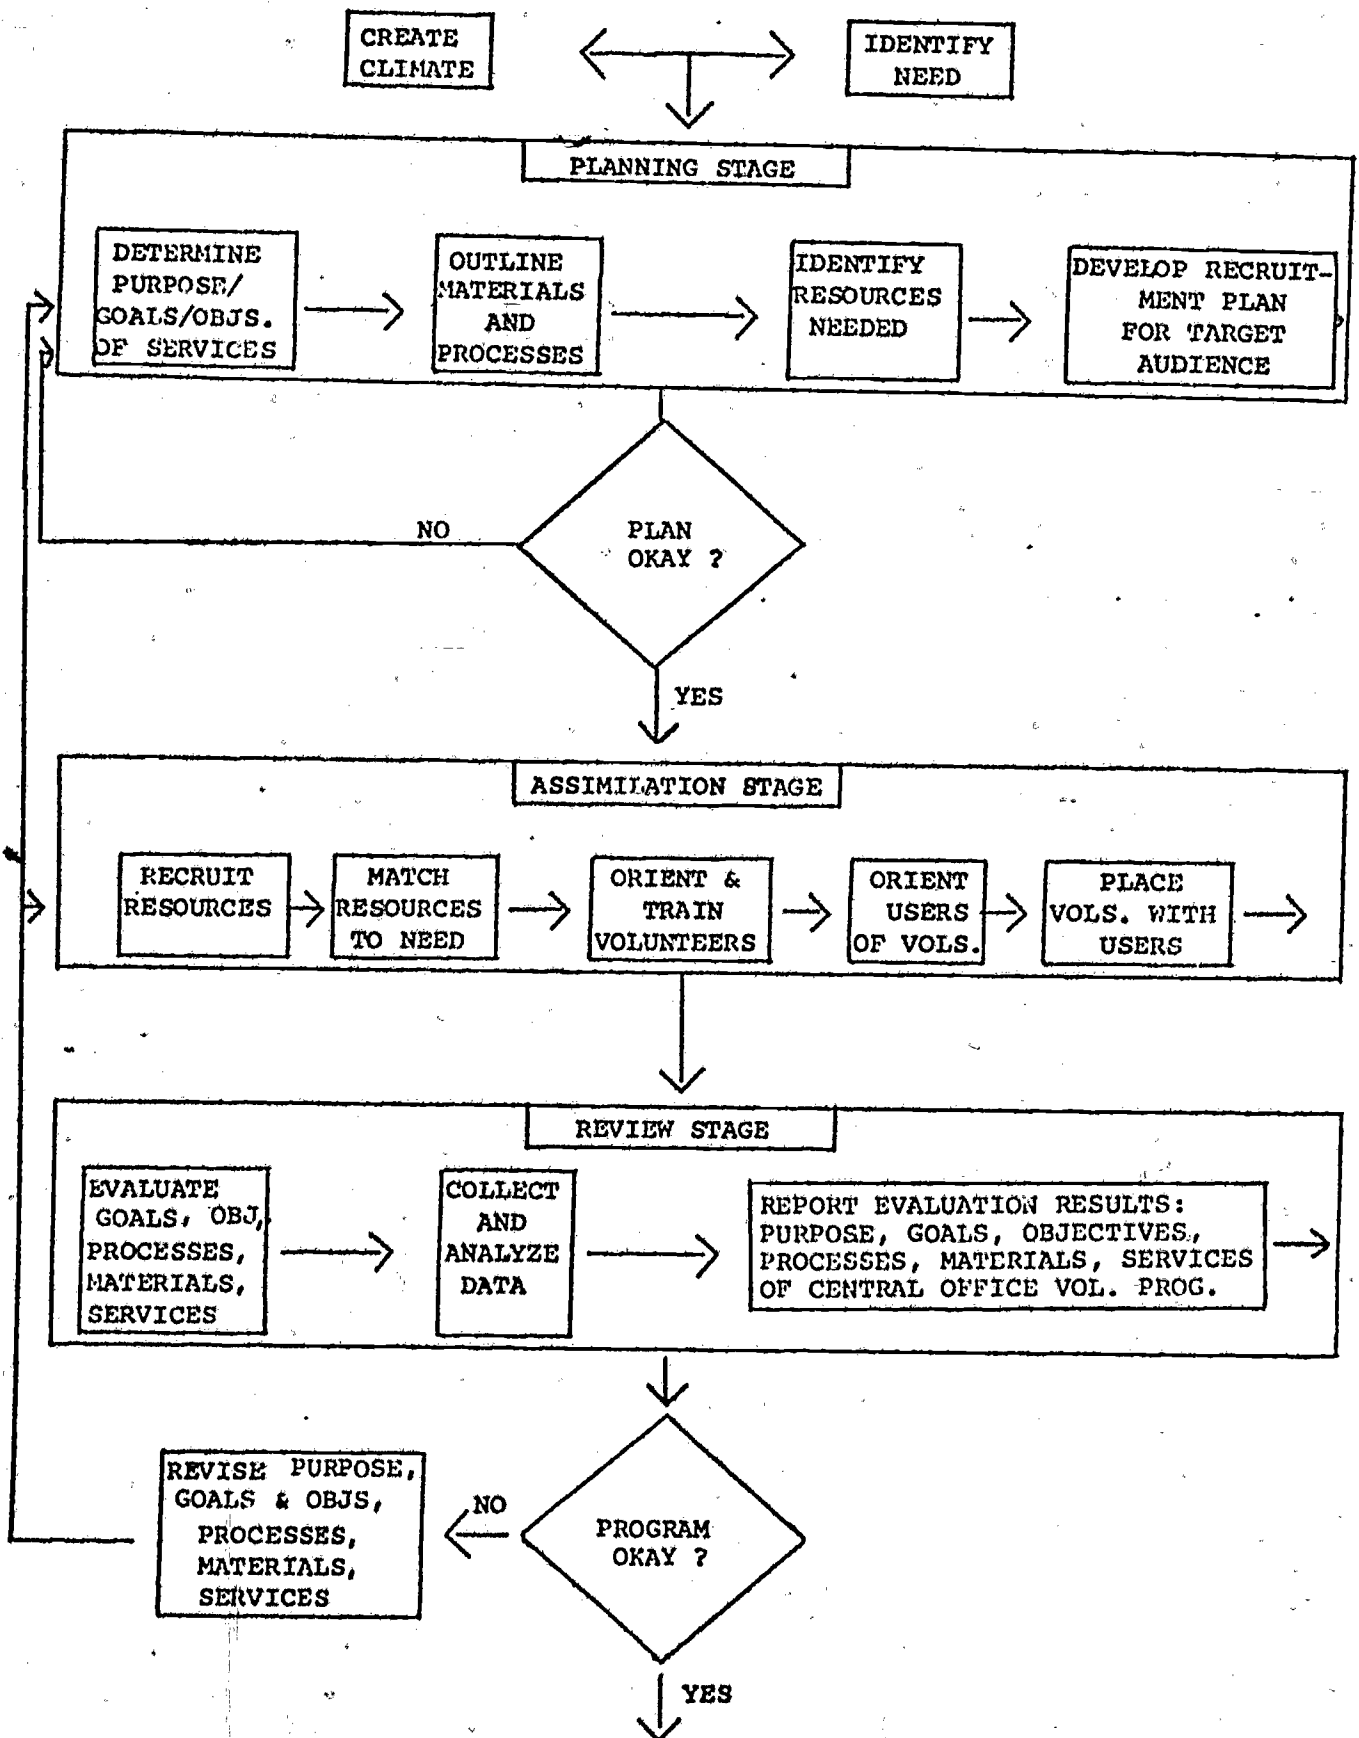 CREATE
CLIMATE
IDENTIFY
NEED
PLANNING STAGE
DETERMINE
PURPOSE/
GOALS/OBJS.
OF SERVICES
OUTLINE
MATERIALS
AND
PROCESSES
IDENTIFY
RESOURCES
NEEDED
DEVELOP RECRUIT-
MENT PLAN
FOR TARGET
AUDIENCE
NO
PLAN
OKAY ?
YES
ASSIMILATION STAGE
RECRUIT
RESOURCES
MATCH
RESOURCES
TO NEED
ORIENT &
TRAIN
VOLUNTEERS
ORIENT
USERS
OF VOLS.
PLACE
VOLS. WITH
USERS
REVIEW STAGE
EVALUATE
GOALS, OBJ,
PROCESSES,
MATERIALS,
SERVICES
COLLECT
AND
ANALYZE
DATA
REPORT EVALUATION RESULTS:
PURPOSE, GOALS, OBJECTIVES,
PROCESSES, MATERIALS, SERVICES
OF CENTRAL OFFICE VOL. PROG.
REVISE PURPOSE,
GOALS & OBJS,
PROCESSES,
MATERIALS,
SERVICES
NO
PROGRAM
OKAY ?
YES